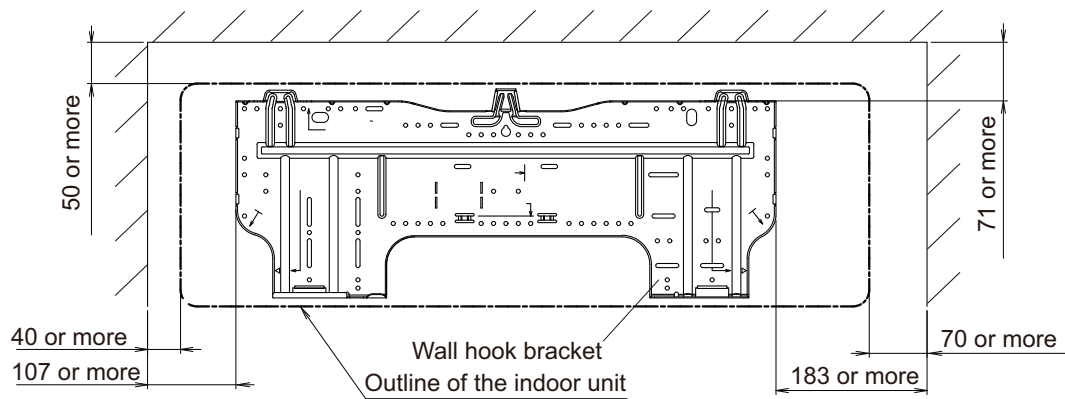 50 or more
71 or more
40 or more
107 or more
Wall hook bracket
Outline of the indoor unit
70 or more
183 or more